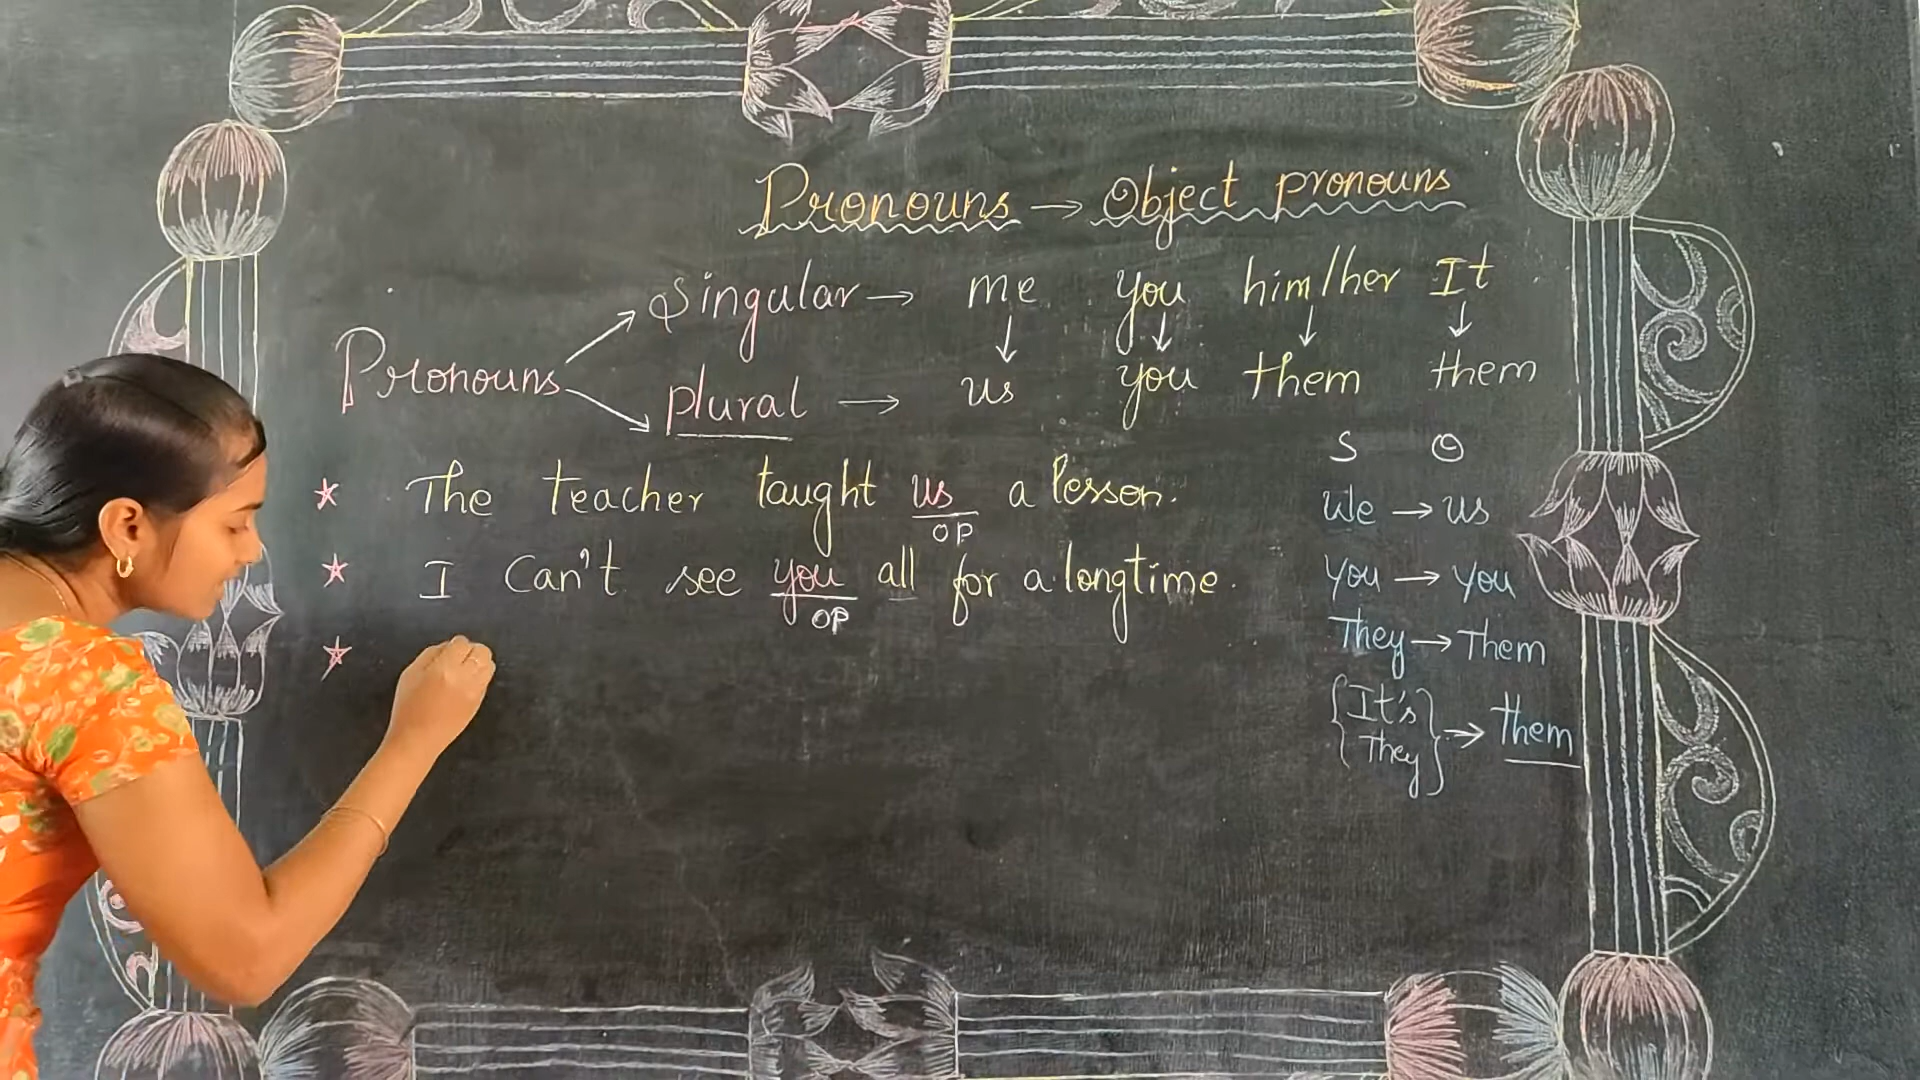 Pronouns → Object pronouns
Singular → me you him/her It
Pronouns
plural → us you them them
S O
The teacher taught us a lesson.
OP
We → us
I Can't see you all for a longtime.
OP
You → you
They → Them
{It's They} → them